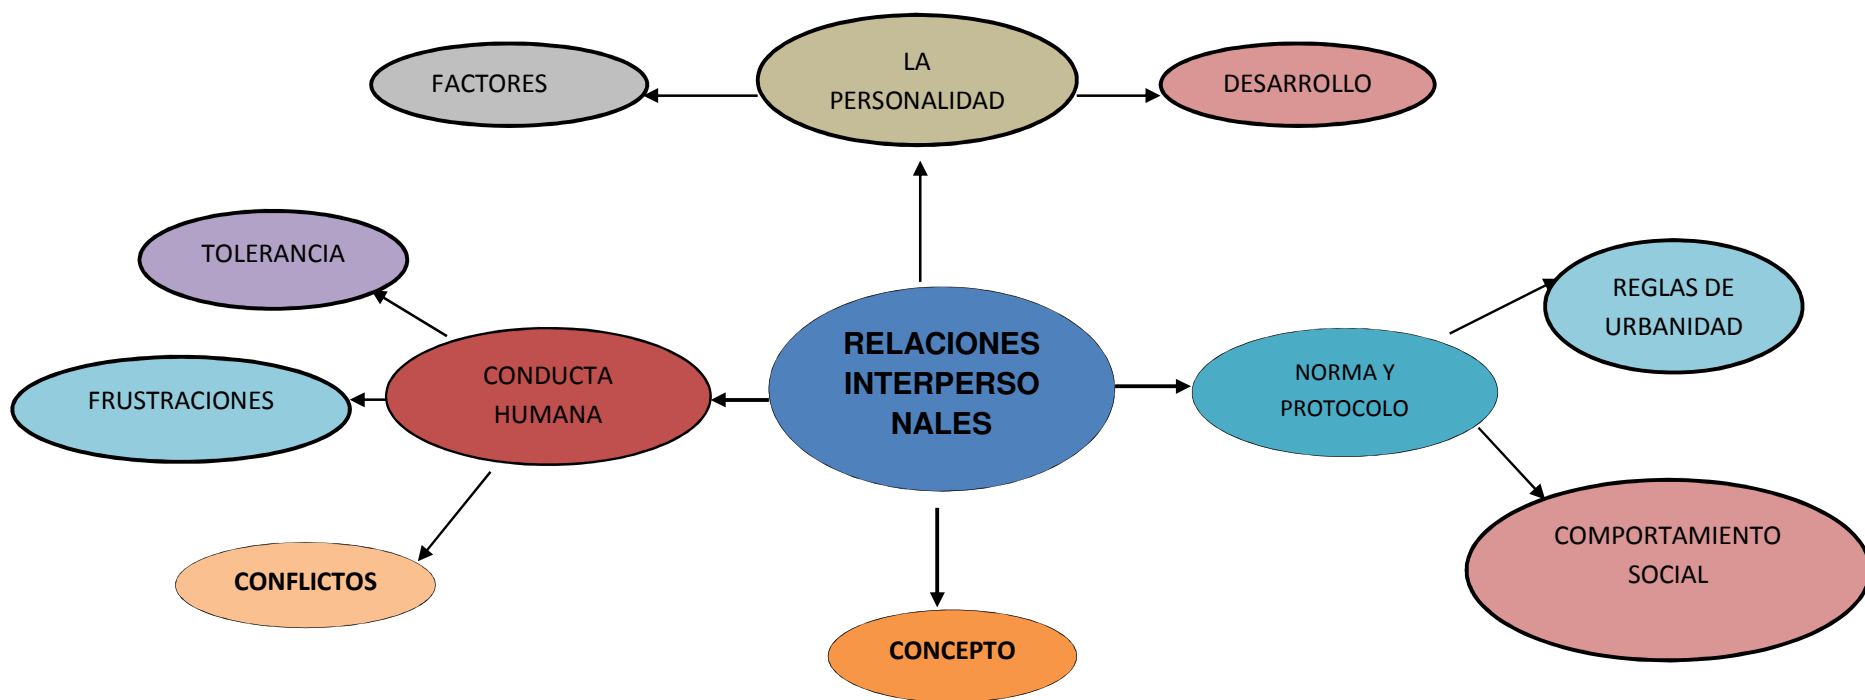 LA
PERSONALIDAD
FACTORES
DESARROLLO
TOLERANCIA
REGLAS DE
URBANIDAD
RELACIONES
INTERPERSO
NALES
CONDUCTA
HUMANA
NORMA Y
PROTOCOLO
FRUSTRACIONES
COMPORTAMIENTO
SOCIAL
CONFLICTOS
CONCEPTO